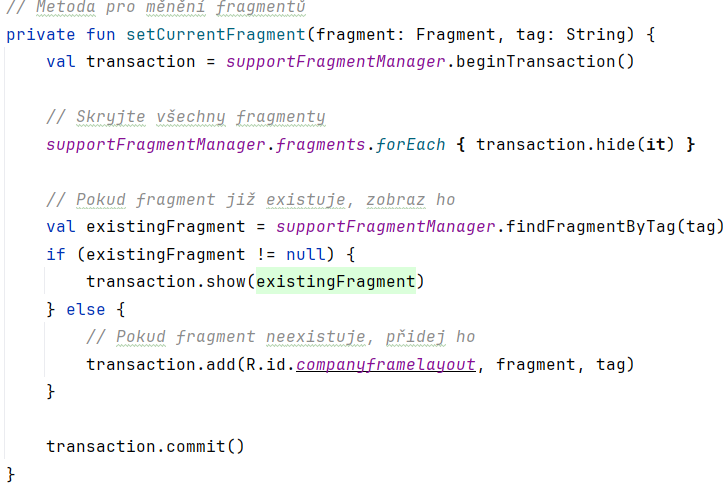 // Metoda pro měnění fragmentů
private fun setCurrentFragment(fragment: Fragment, tag: String) {
    val transaction = supportFragmentManager.beginTransaction()

    // Skryjte všechny fragmenty
    supportFragmentManager.fragments.forEach { transaction.hide(it) }

    // Pokud fragment již existuje, zobraz ho
    val existingFragment = supportFragmentManager.findFragmentByTag(tag)
    if (existingFragment != null) {
        transaction.show(existingFragment)
    } else {
        // Pokud fragment neexistuje, přidej ho
        transaction.add(R.id.companyframelayout, fragment, tag)
    }

    transaction.commit()
}